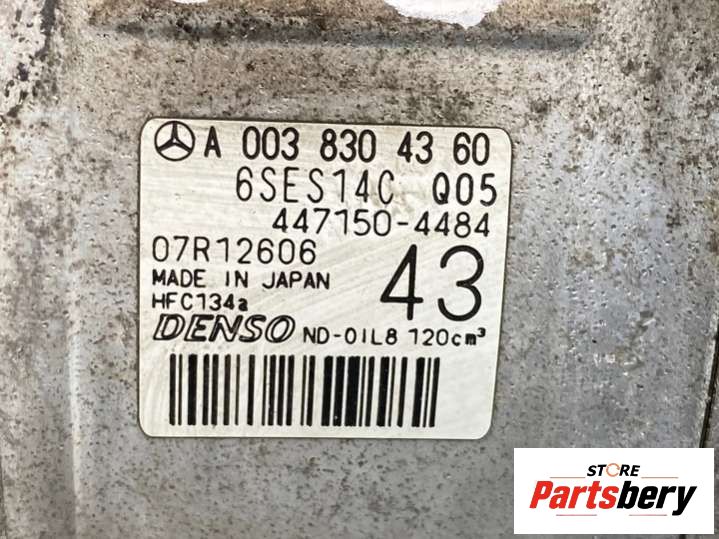 A 003 830 43 60
6SES14C Q05
447150-4484
07R12606
43
MADE IN JAPAN
HFC134a
DENSO ND-OIL8 120cm³
STORE
Partsbery